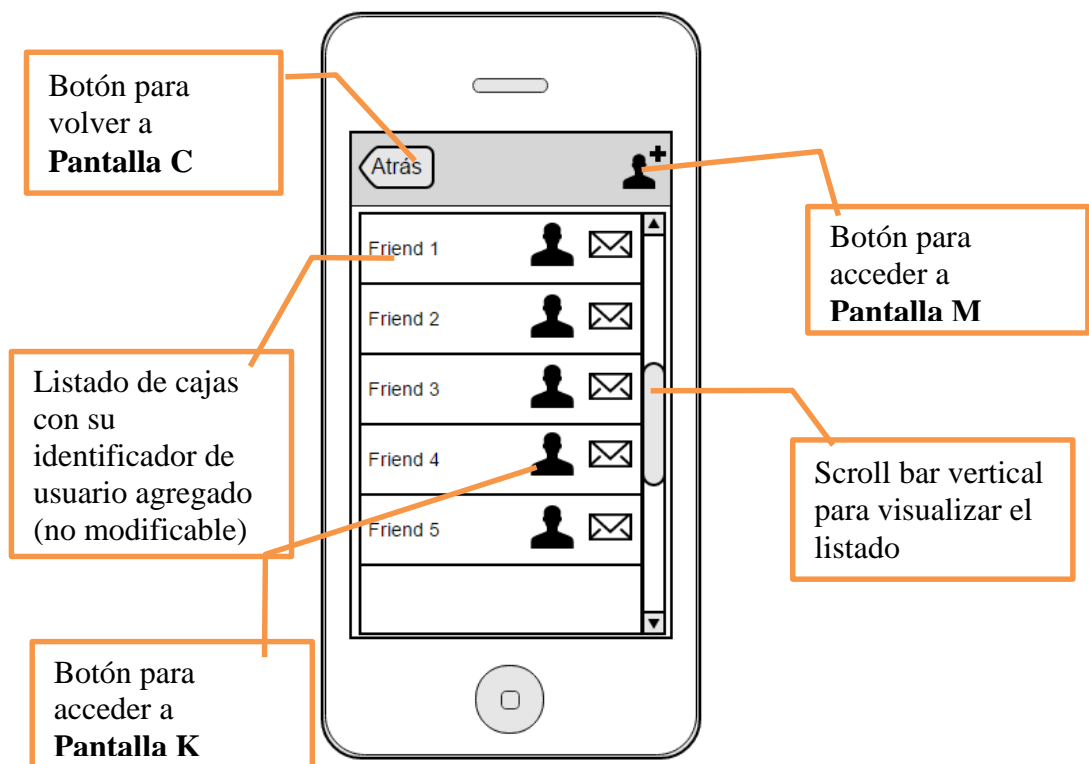 Botón para
volver a
Pantalla C
Atrás
Botón para
acceder a
Pantalla M
Friend 1
Friend 2
Friend 3
Friend 4
Friend 5
Listado de cajas
con su
identificador de
usuario agregado
(no modificable)
Scroll bar vertical
para visualizar el
listado
Botón para
acceder a
Pantalla K